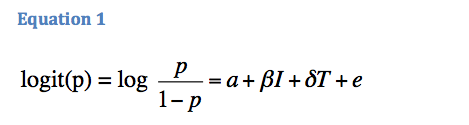 Equation 1
logit(p) = log p / 1 − p = a + βI + δT + e